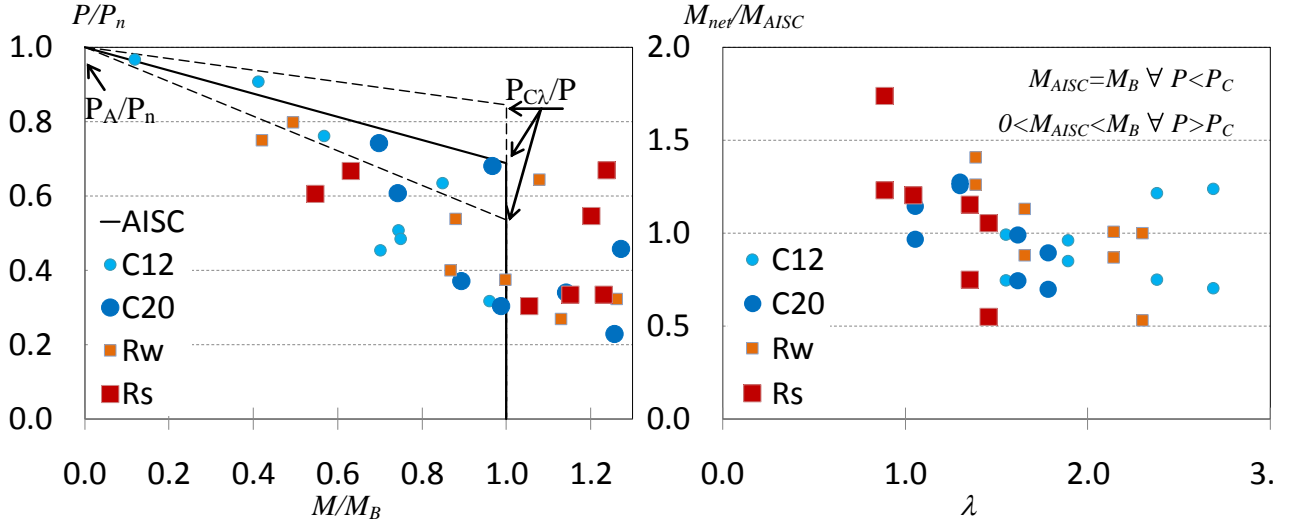 P/Pn
1.0
0.8
0.6
0.4
0.2
0.0
PA/Pn
PCλ/P
AISC
C12
C20
Rw
Rs
0.0 0.2 0.4 0.6 0.8 1.0 1.2
M/MB
Mnet/MAISC
2.0
1.5
1.0
0.5
0.0
MAISC=MB ∀ P<PC
0<MAISC<MB ∀ P>PC
C12
C20
Rw
Rs
0.0 1.0 2.0 3.
λ